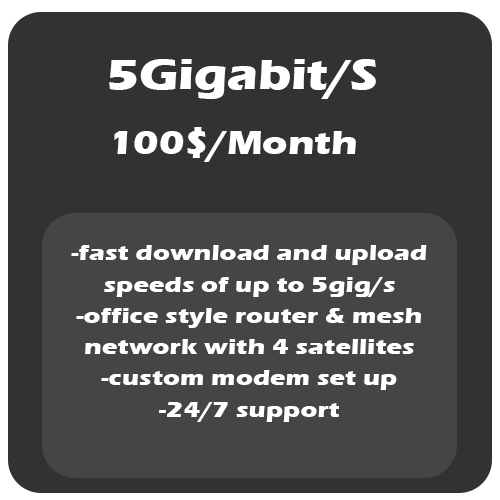 5Gigabit/S
100$/Month
-fast download and upload
speeds of up to 5gig/s
-office style router & mesh
network with 4 satellites
-custom modem set up
-24/7 support